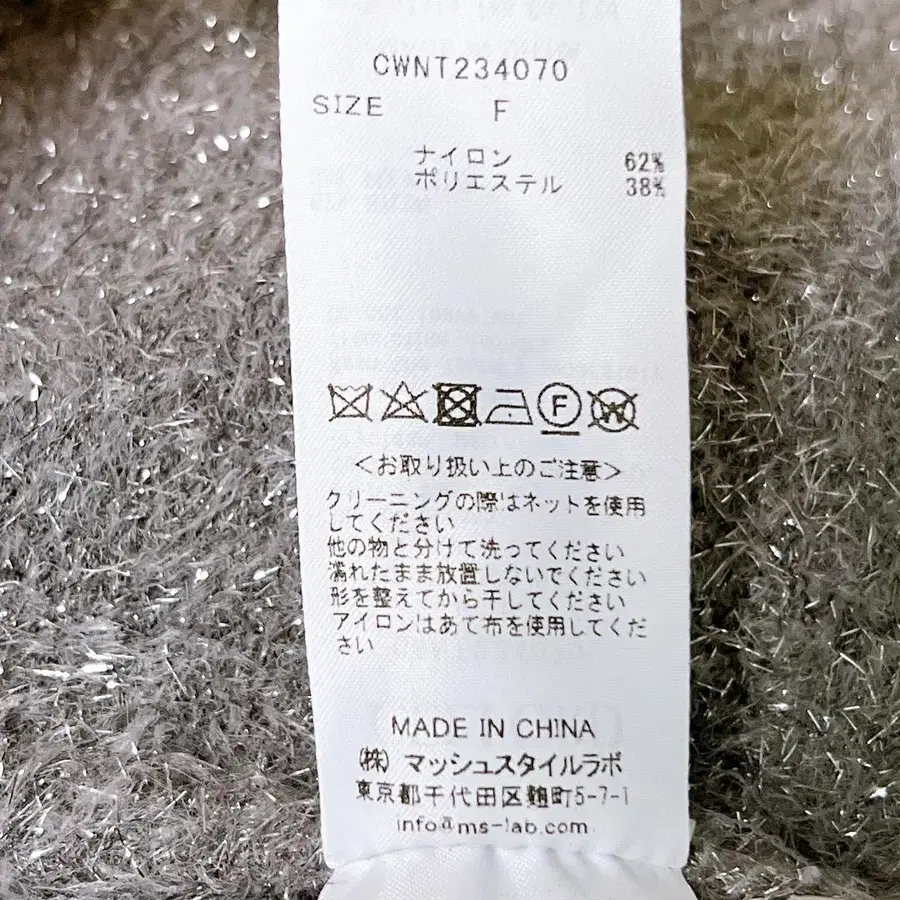 CWNT234070
SIZE F
ナイロン 62%
ポリエステル 38%
F W
<お取り扱い上のご注意>
クリーニングの際はネットを使用
してください
他の物と分けて洗ってください
濡れたまま放置しないでください
形を整えてから干してください
アイロンはあて布を使用してくだ
さい
MADE IN CHINA
(株) マッシュスタイルラボ
東京都千代田区麹町5-7-1
info@ms-lab.com